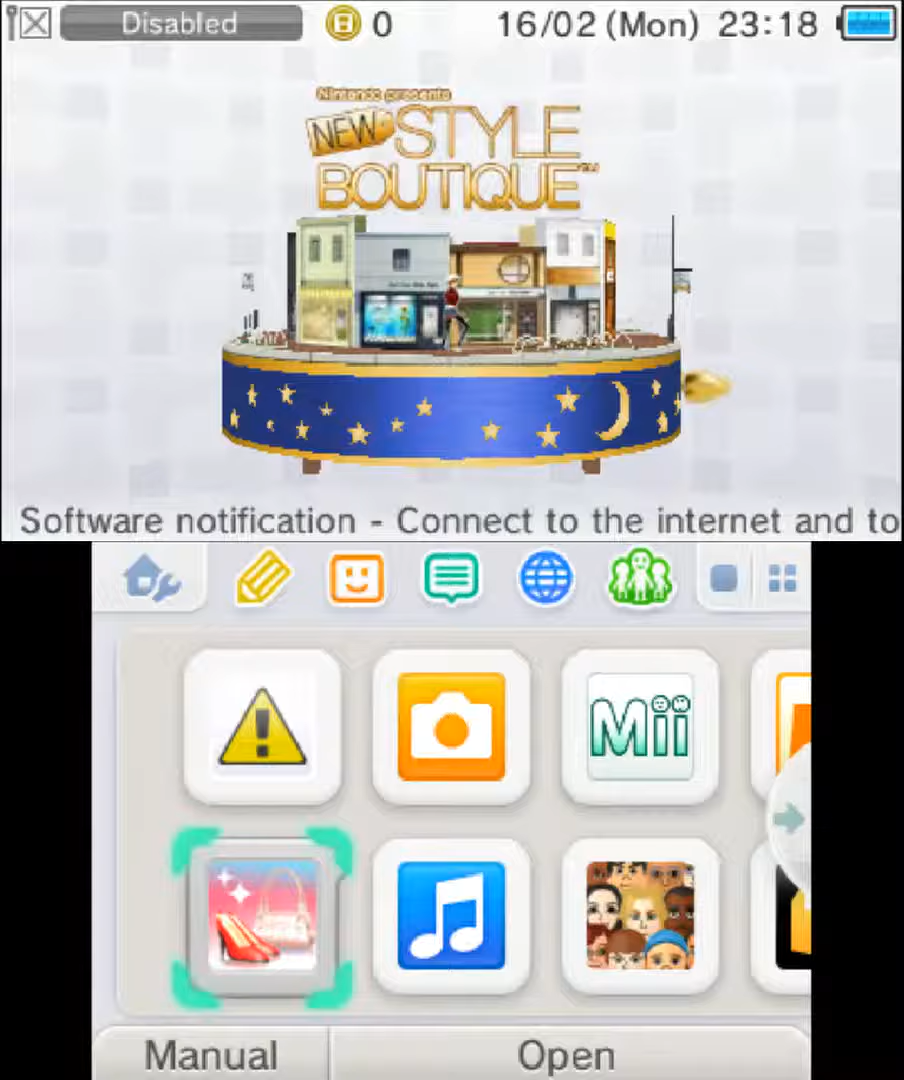 Disabled
0
16/02 (Mon) 23:18
Nintendo presents
NEW STYLE
BOUTIQUE™
Software notification - Connect to the internet and to
Mii
Manual
Open